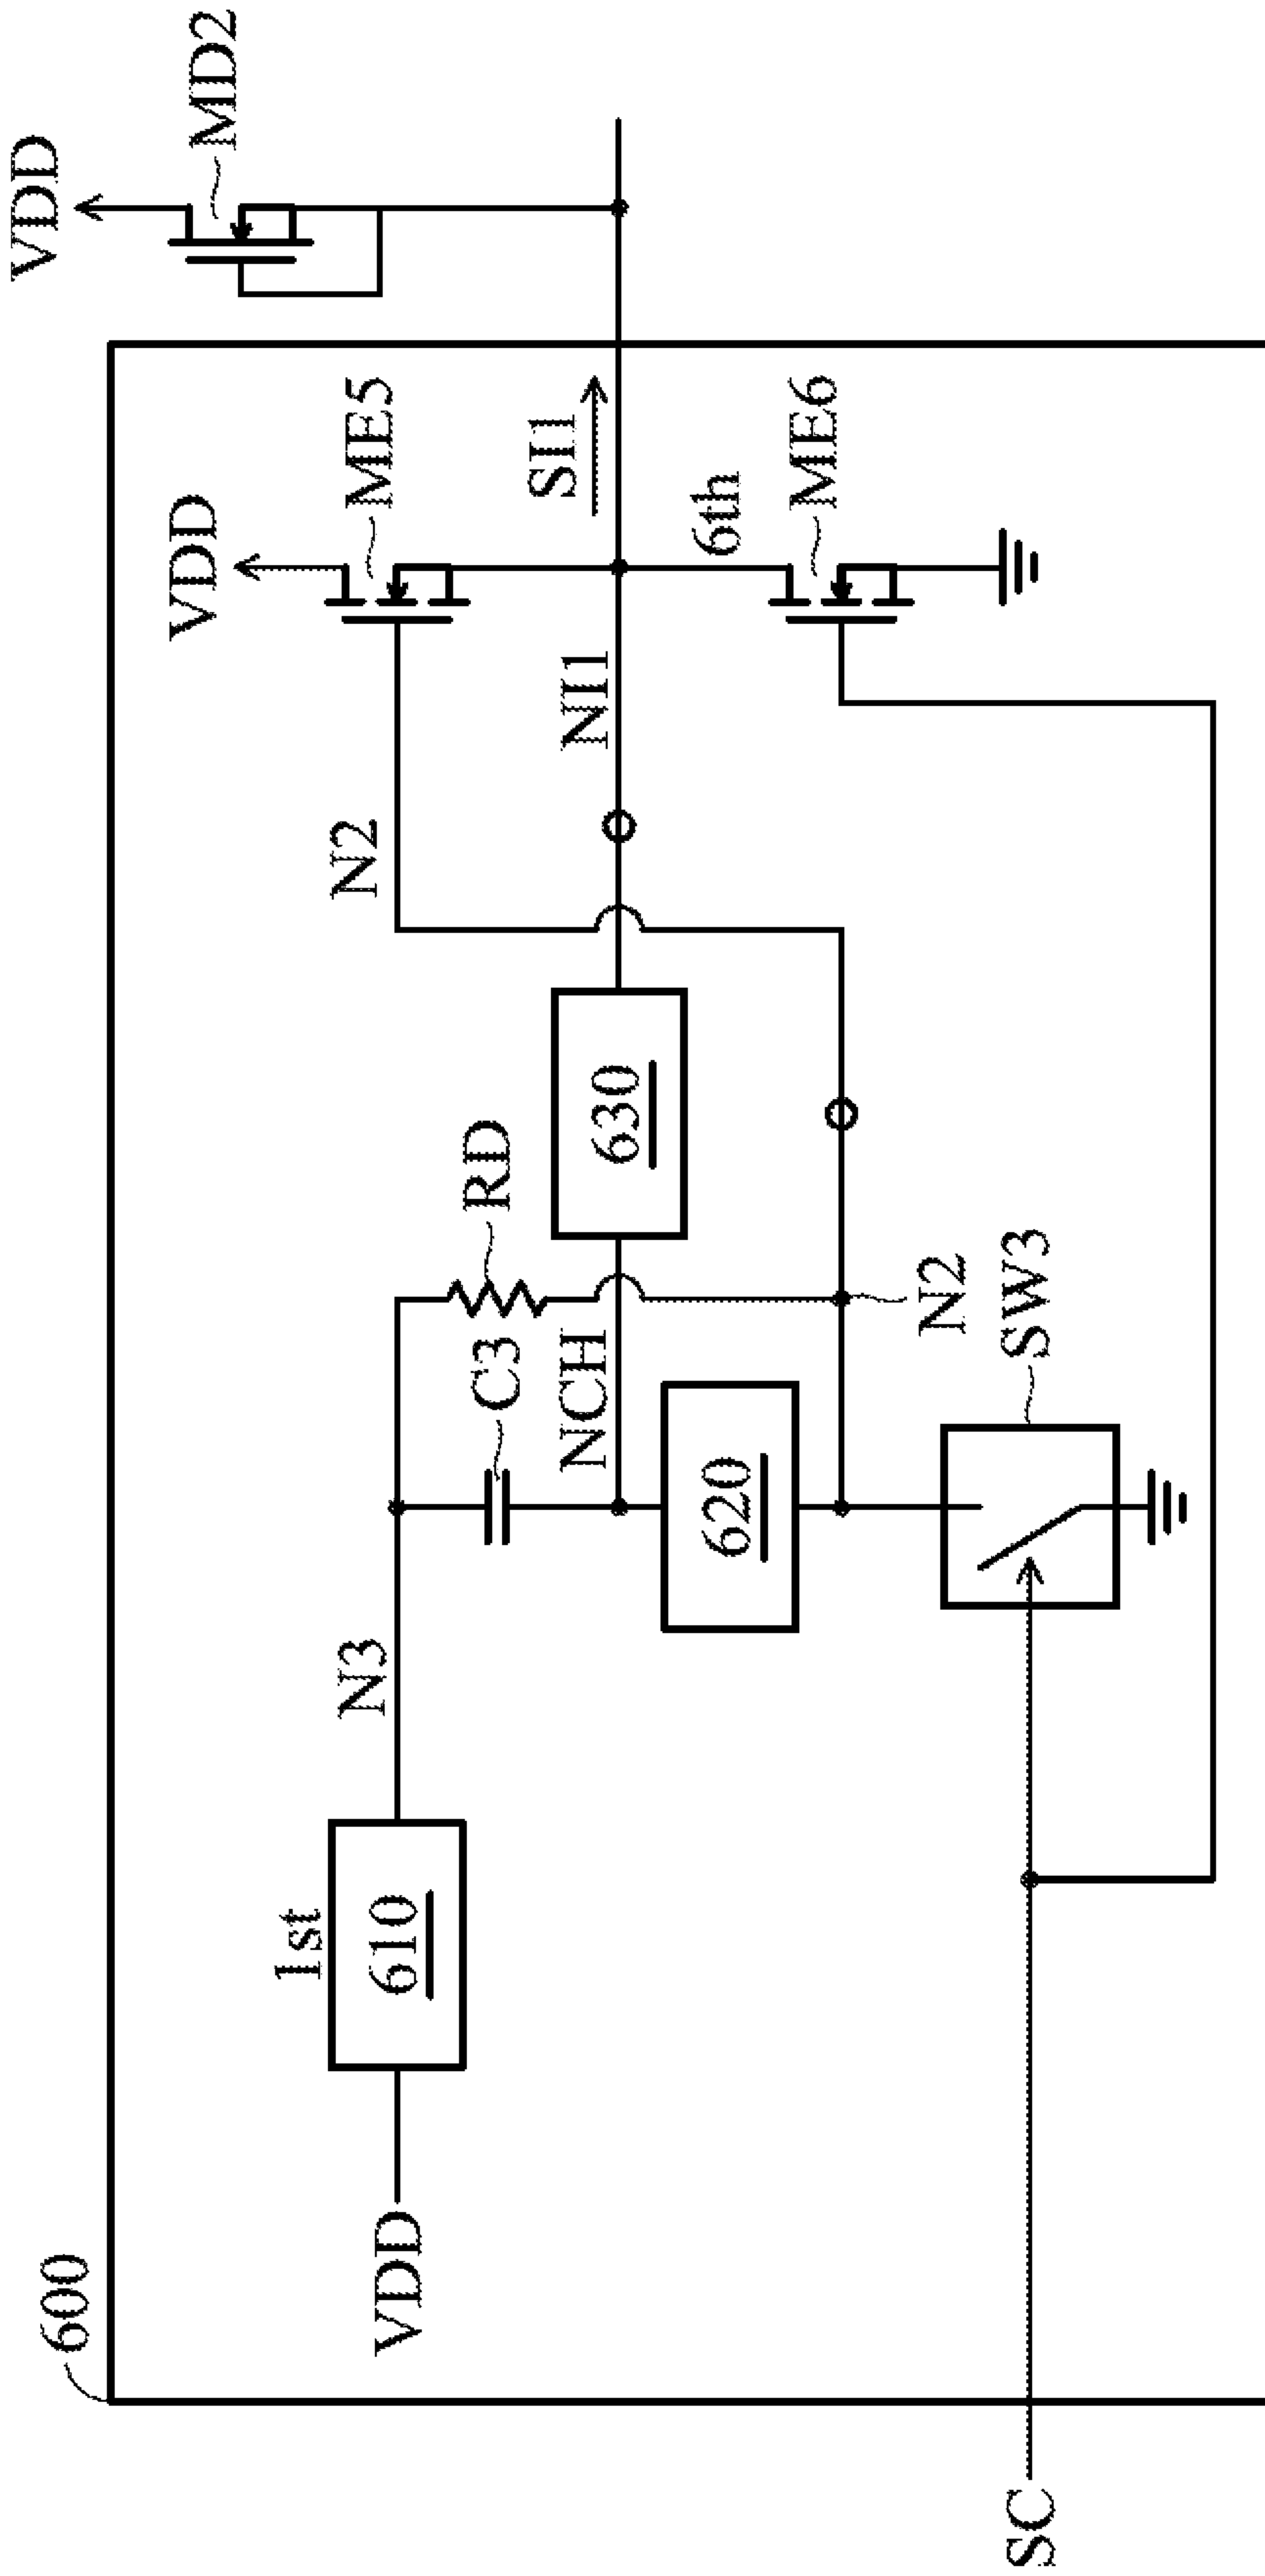 600
VDD
MD2
VDD
ME5
SI1
N2
NI1
6th
ME6
RD
C3
NCH
630
N3
1st
610
VDD
620
N2
SW3
SC